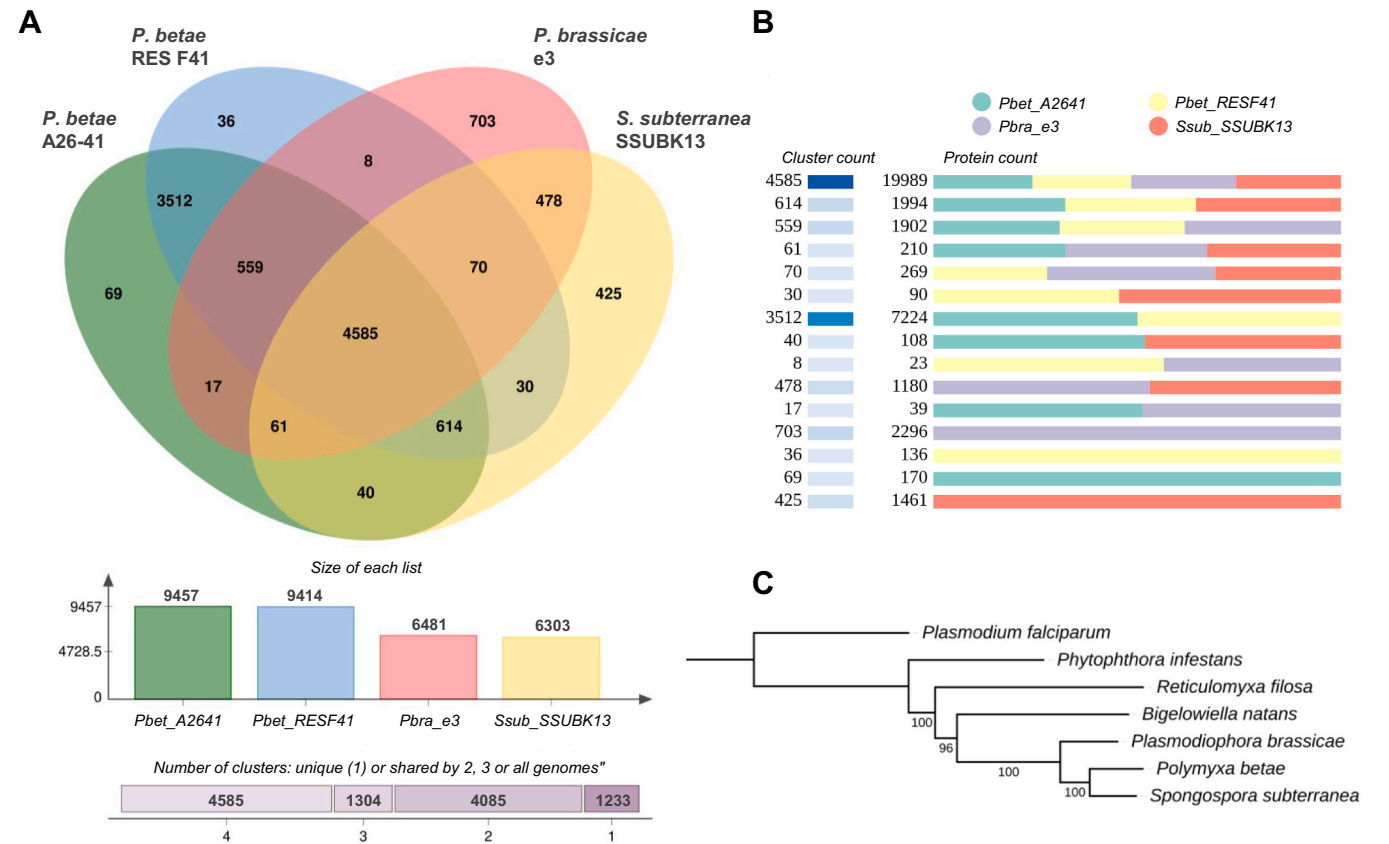 A
P. betae
RES F41
P. brassicae
e3
P. betae
A26-41
S. subterranea
SSUBK13
36
703
8
3512
478
559
70
69
425
4585
17
30
61
614
40
Size of each list
9457
4728.5
0
9457
9414
6481
6303
Pbet_A2641
Pbet_RESF41
Pbra_e3
Ssub_SSUBK13
Number of clusters: unique (1) or shared by 2, 3 or all genomes"
4585 1304 4085 1233
4 3 2 1
B
Pbet_A2641 Pbet_RESF41
Pbra_e3 Ssub_SSUBK13
Cluster count Protein count
4585 19989
614 1994
559 1902
61 210
70 269
30 90
3512 7224
40 108
8 23
478 1180
17 39
703 2296
36 136
69 170
425 1461
C
Plasmodium falciparum
Phytophthora infestans
Reticulomyxa filosa
100
Bigelowiella natans
96
Plasmodiophora brassicae
100
Polymyxa betae
100
Spongospora subterranea